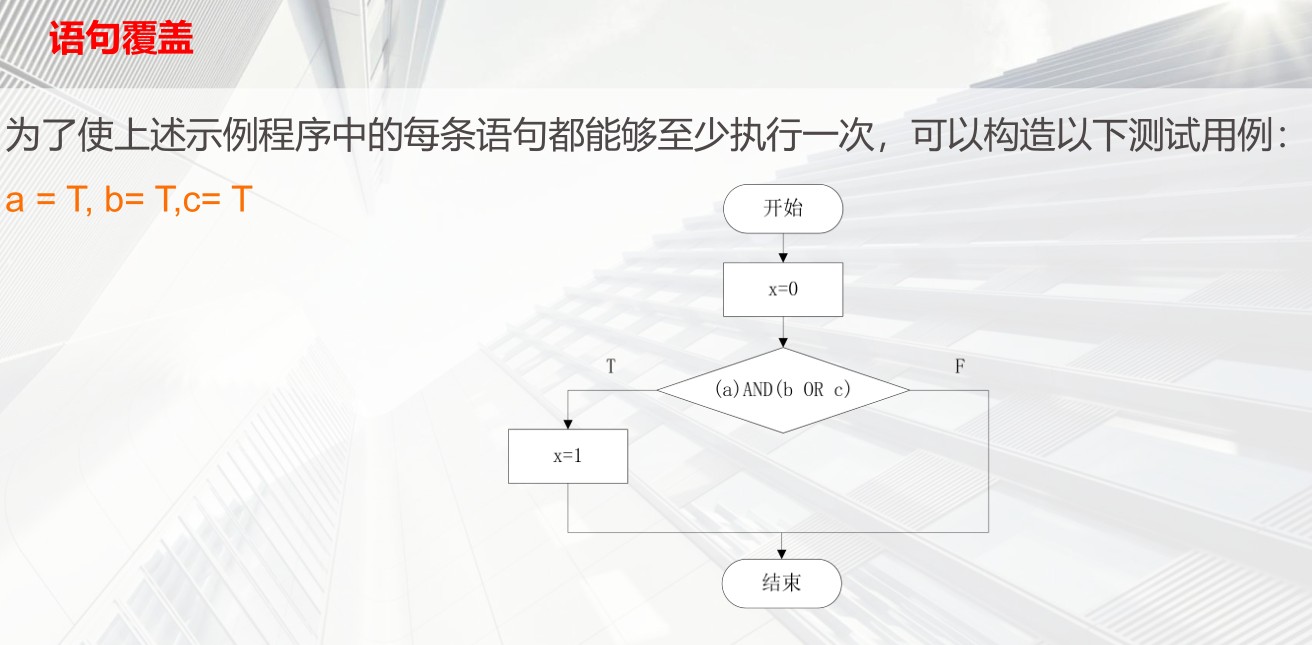 语句覆盖
为了使上述示例程序中的每条语句都能够至少执行一次，可以构造以下测试用例：
a = T, b= T,c= T
开始
x=0
T
F
(a)AND(b OR c)
x=1
结束